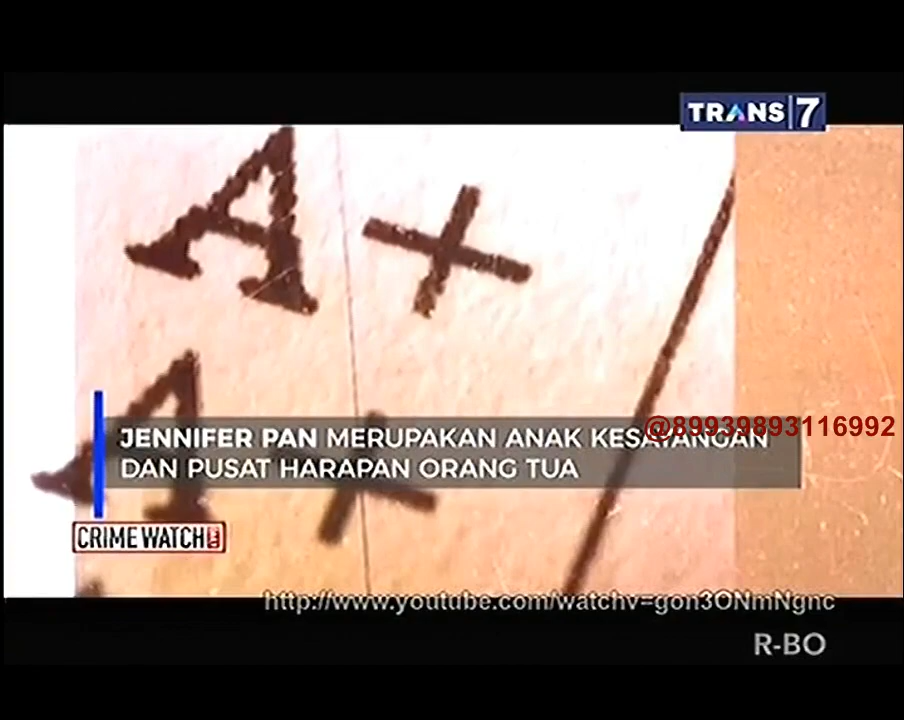 TRANS|7
A+
A+
JENNIFER PAN MERUPAKAN ANAK KESAYANGAN
@89939893116992
DAN PUSAT HARAPAN ORANG TUA
CRIME WATCH
http://www.youtube.com/watchv=gon3ONmNgnc
R-BO